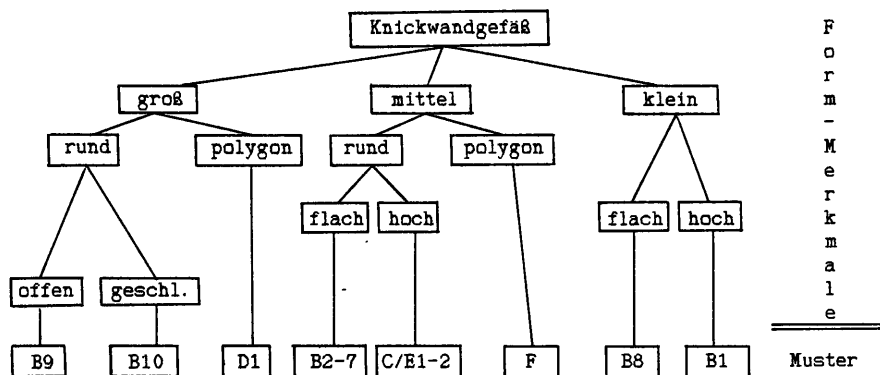 Knickwandgefäß
groß mittel klein
rund polygon rund polygon
flach hoch flach hoch
offen geschl.
B9 B10 D1 B2-7 C/E1-2 F B8 B1 Muster
Form-Merkmale